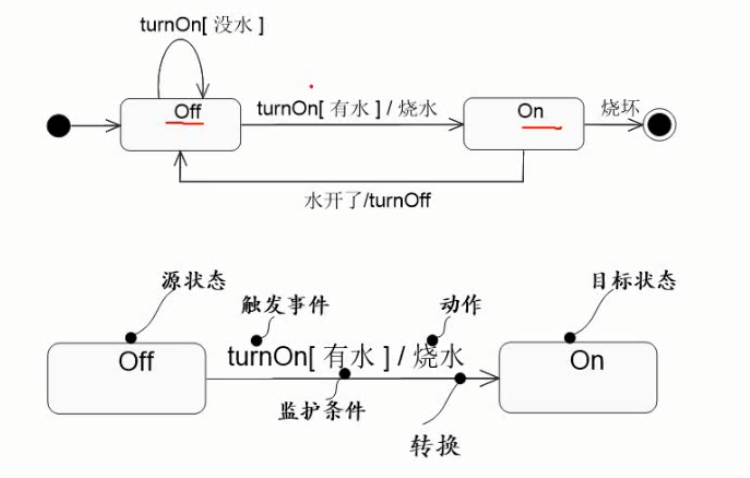 turnOn[ 没水 ]
Off
turnOn[ 有水 ] / 烧水
On
烧坏
水开了/turnOff
源状态
触发事件
动作
目标状态
Off
turnOn[ 有水 ] / 烧水
On
监护条件
转换